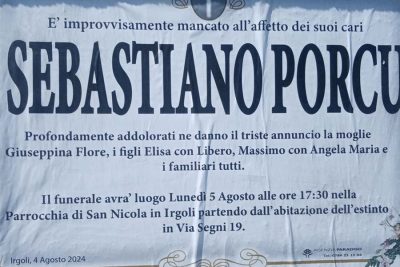 E' improvvisamente mancato all'affetto dei suoi cari
SEBASTIANO PORCU
Profondamente addolorati ne danno il triste annuncio la moglie
Giuseppina Flore, i figli Elisa con Libero, Massimo con Angela Maria e
i familiari tutti.
Il funerale avra' luogo Lunedì 5 Agosto alle ore 17:30 nella
Parrocchia di San Nicola in Irgoli partendo dall'abitazione dell'estinto
in Via Segni 19.
Irgoli, 4 Agosto 2024